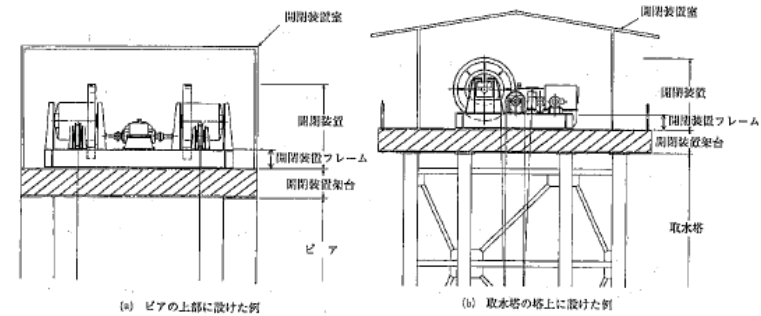 開閉装置室
開閉装置
開閉装置フレーム
開閉装置架台
ピア
(a) ピアの上部に設けた例
開閉装置室
開閉装置
開閉装置フレーム
開閉装置架台
取水塔
(b) 取水塔の塔上に設けた例